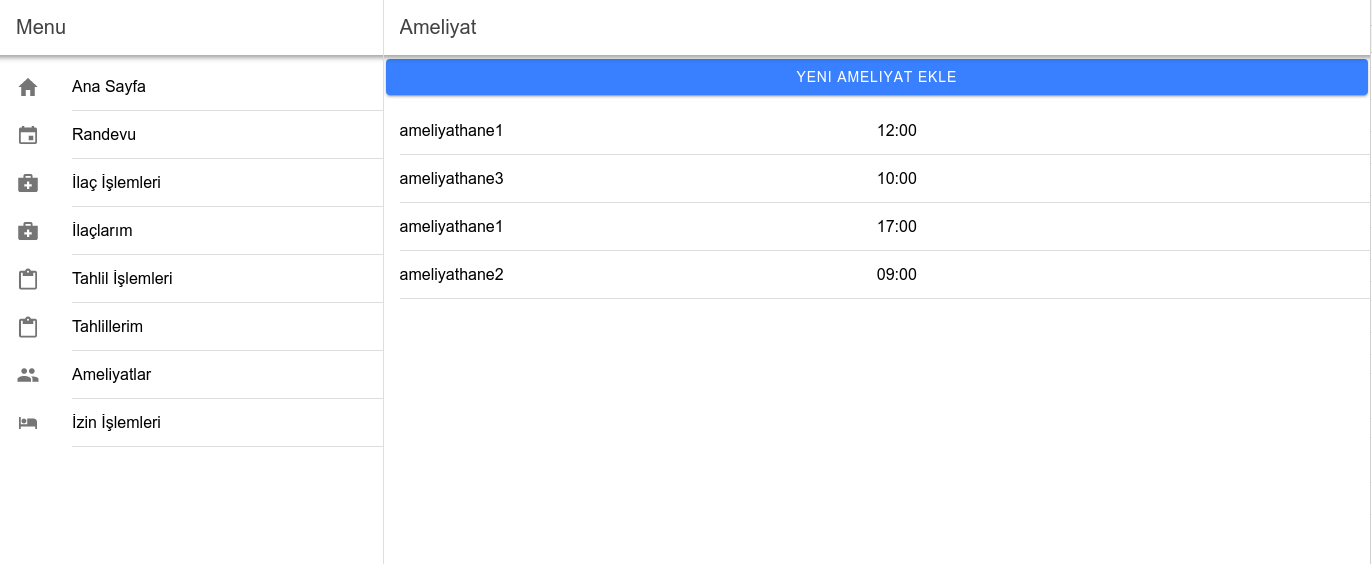 Menu
Ana Sayfa
Randevu
İlaç İşlemleri
İlaçlarım
Tahlil İşlemleri
Tahlillerim
Ameliyatlar
İzin İşlemleri
Ameliyat
YENI AMELIYAT EKLE
ameliyathane1 12:00
ameliyathane3 10:00
ameliyathane1 17:00
ameliyathane2 09:00